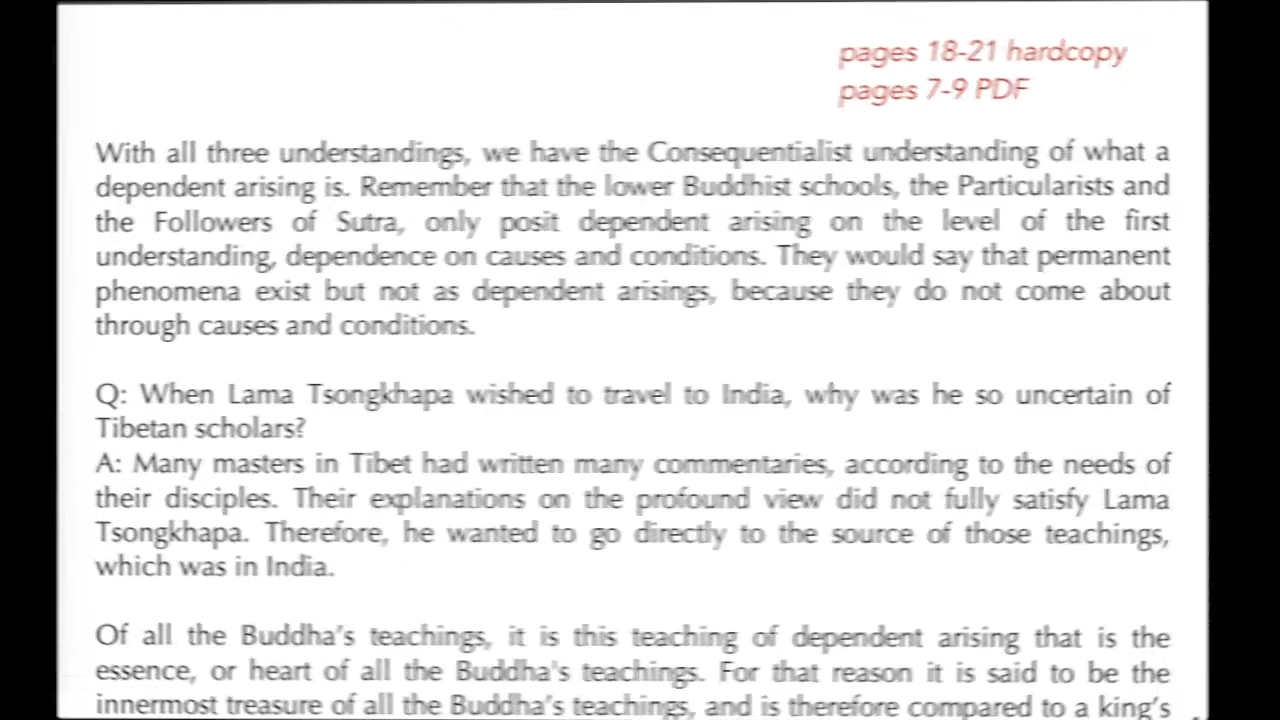 pages 18-21 hardcopy
pages 7-9 PDF
With all three understandings, we have the Consequentialist understanding of what a
dependent arising is. Remember that the lower Buddhist schools, the Particularists and
the Followers of Sutra, only posit dependent arising on the level of the first
understanding, dependence on causes and conditions. They would say that permanent
phenomena exist but not as dependent arisings, because they do not come about
through causes and conditions.
Q: When Lama Tsongkhapa wished to travel to India, why was he so uncertain of
Tibetan scholars?
A: Many masters in Tibet had written many commentaries, according to the needs of
their disciples. Their explanations on the profound view did not fully satisfy Lama
Tsongkhapa. Therefore, he wanted to go directly to the source of those teachings,
which was in India.
Of all the Buddha's teachings, it is this teaching of dependent arising that is the
essence, or heart of all the Buddha's teachings. For that reason it is said to be the
innermost treasure of all the Buddha's teachings, and is therefore compared to a king's